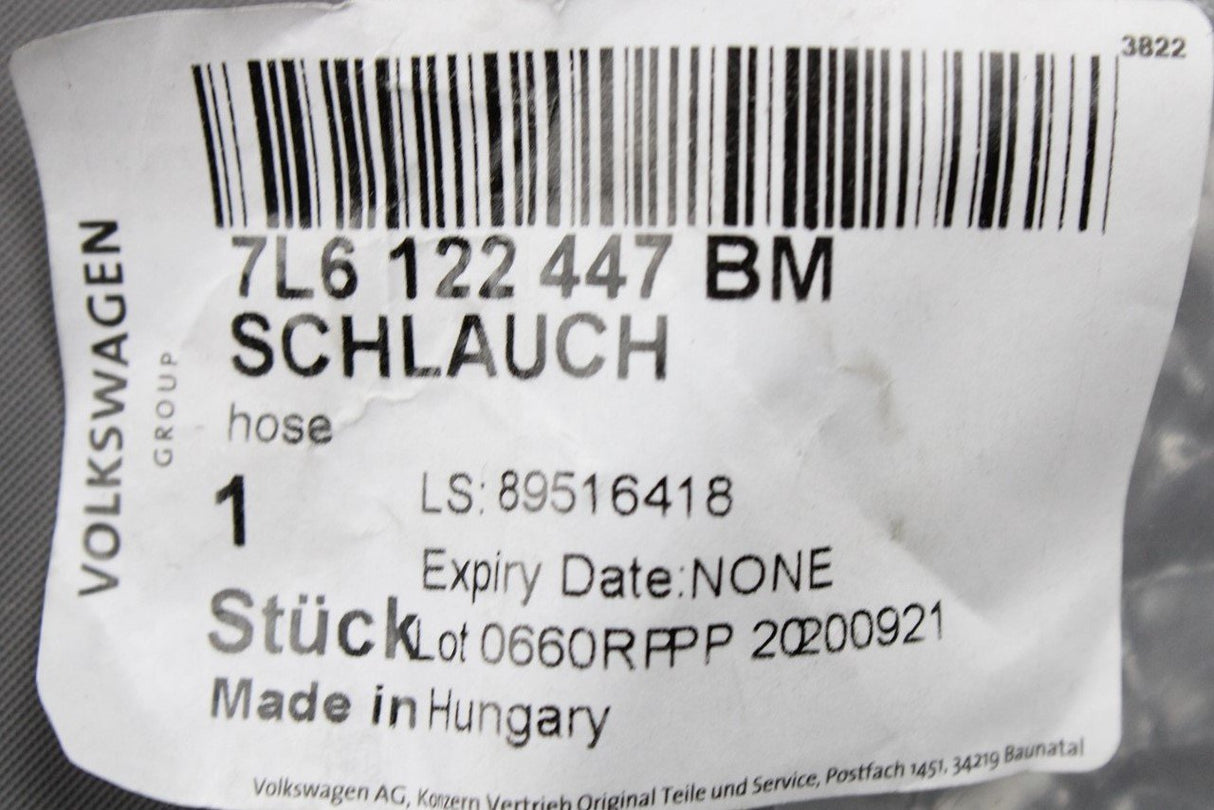 3822
VOLKSWAGEN
GROUP
7L6 122 447 BM
SCHLAUCH
hose
1
LS: 89516418
Expiry Date:NONE
Stück
Lot 0660RPPP 20200921
Made in Hungary
Volkswagen AG, Konzern Vertrieb Original Teile und Service, Postfach 1451, 34219 Baunatal